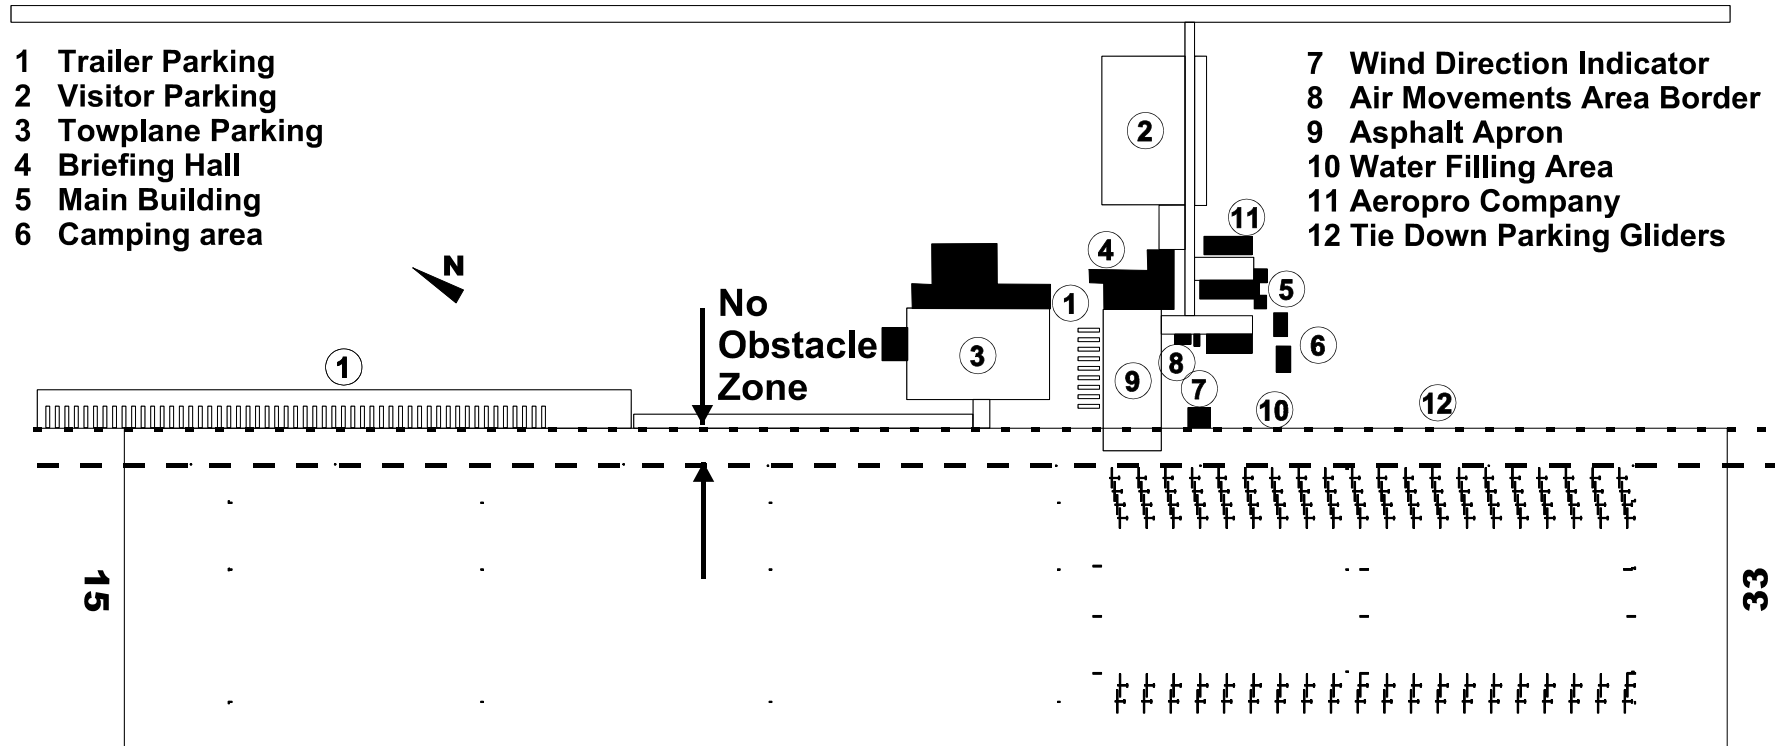 1 Trailer Parking
2 Visitor Parking
3 Towplane Parking
4 Briefing Hall
5 Main Building
6 Camping area
7 Wind Direction Indicator
8 Air Movements Area Border
9 Asphalt Apron
10 Water Filling Area
11 Aeropro Company
12 Tie Down Parking Gliders
2
11
4
N
5
1
No
Obstacle
Zone
3
8
6
1
9
7
10
12
15
33